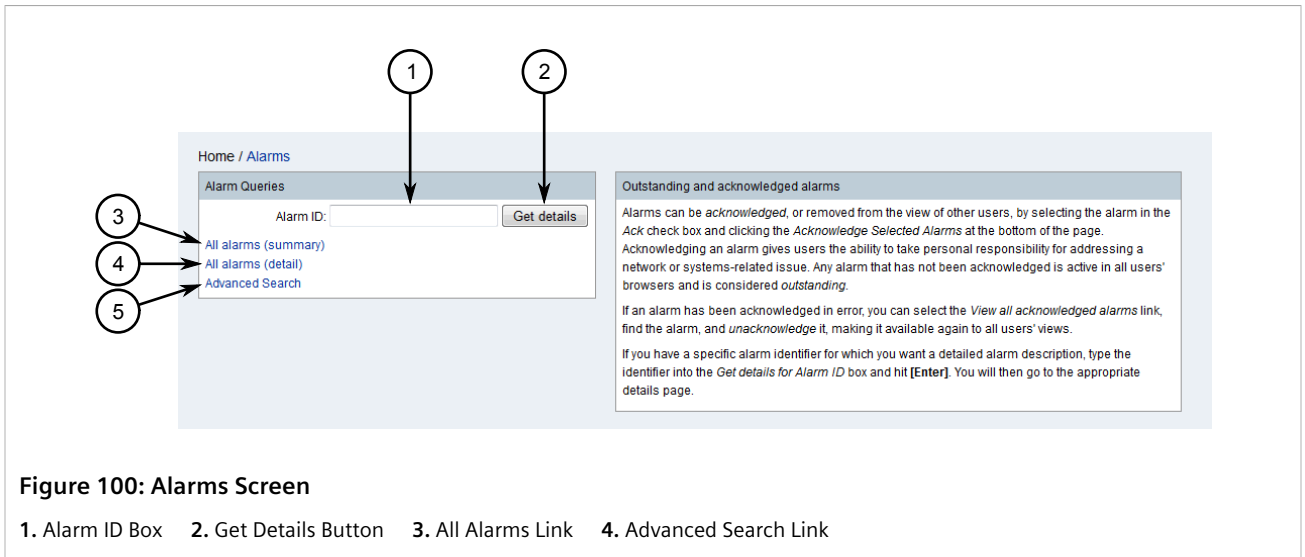 1
2
Home / Alarms
Alarm Queries
Alarm ID:
Get details
3
All alarms (summary)
4
All alarms (detail)
5
Advanced Search
Outstanding and acknowledged alarms
Alarms can be acknowledged, or removed from the view of other users, by selecting the alarm in the
Ack check box and clicking the Acknowledge Selected Alarms at the bottom of the page.
Acknowledging an alarm gives users the ability to take personal responsibility for addressing a
network or systems-related issue. Any alarm that has not been acknowledged is active in all users'
browsers and is considered outstanding.
If an alarm has been acknowledged in error, you can select the View all acknowledged alarms link,
find the alarm, and unacknowledge it, making it available again to all users' views.
If you have a specific alarm identifier for which you want a detailed alarm description, type the
identifier into the Get details for Alarm ID box and hit [Enter]. You will then go to the appropriate
details page.
Figure 100: Alarms Screen
1. Alarm ID Box 2. Get Details Button 3. All Alarms Link 4. Advanced Search Link